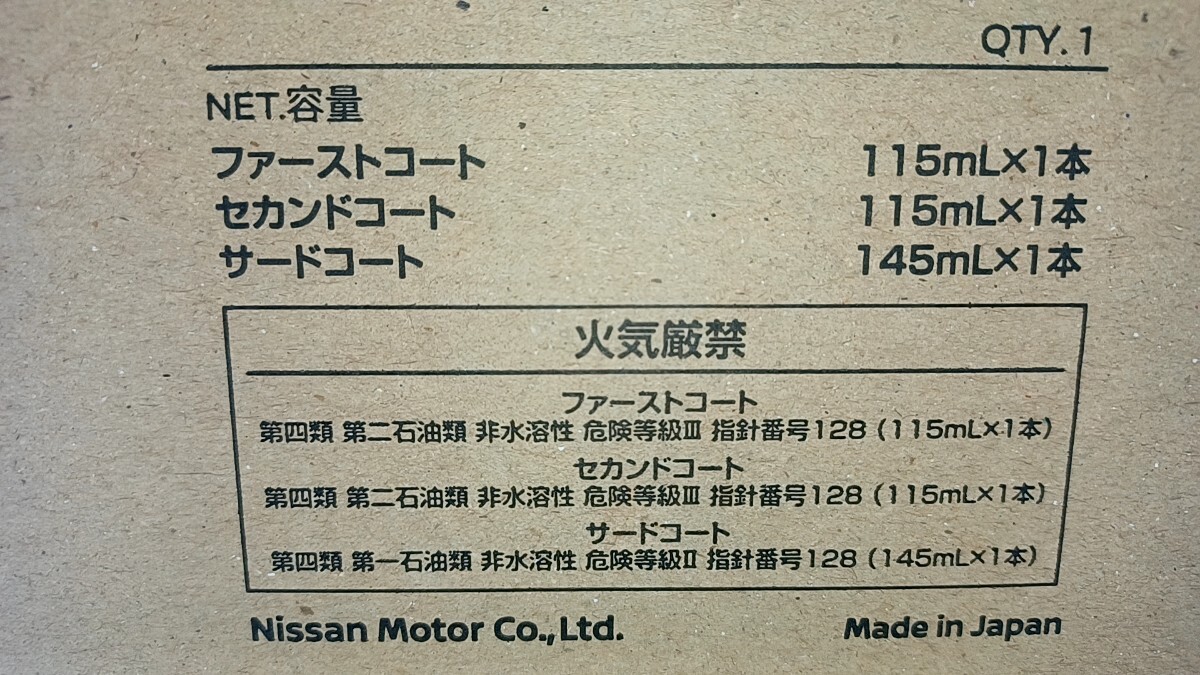 QTY.1
NET.容量
ファーストコート 115mL×1本
セカンドコート 115mL×1本
サードコート 145mL×1本
火気厳禁
ファーストコート
第四類 第二石油類 非水溶性 危険等級Ⅲ 指針番号128（115mL×1本）
セカンドコート
第四類 第二石油類 非水溶性 危険等級Ⅲ 指針番号128（115mL×1本）
サードコート
第四類 第一石油類 非水溶性 危険等級Ⅱ 指針番号128（145mL×1本）
Nissan Motor Co.,Ltd. Made in Japan